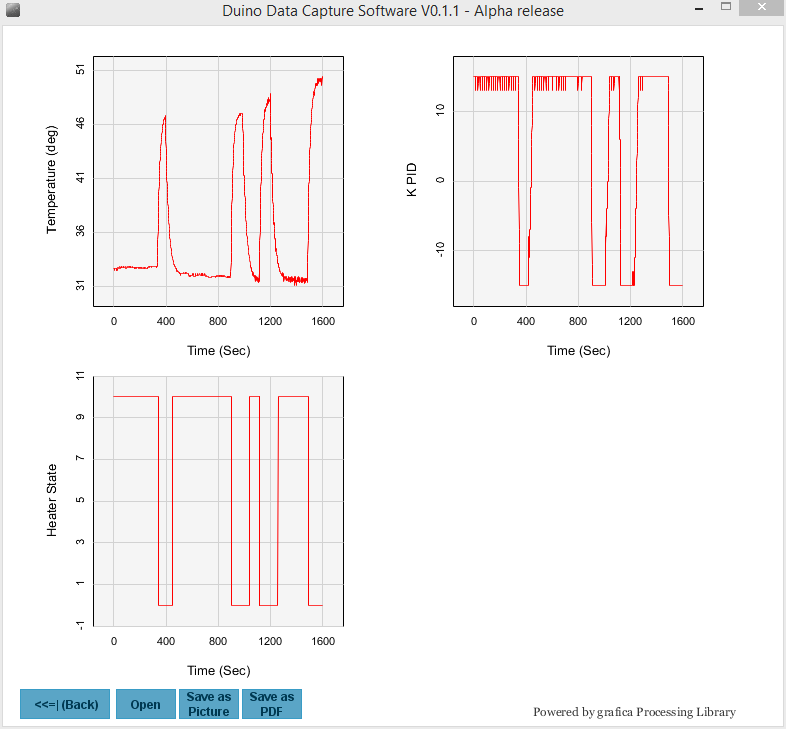 Duino Data Capture Software V0.1.1 - Alpha release
51
46
41
36
31
Temperature (deg)
0 400 800 1200 1600
Time (Sec)
10
0
-10
K PID
0 400 800 1200 1600
Time (Sec)
11
9
7
5
3
1
-1
Heater State
0 400 800 1200 1600
Time (Sec)
<<=| (Back)
Open
Save as
Picture
Save as
PDF
Powered by grafica Processing Library